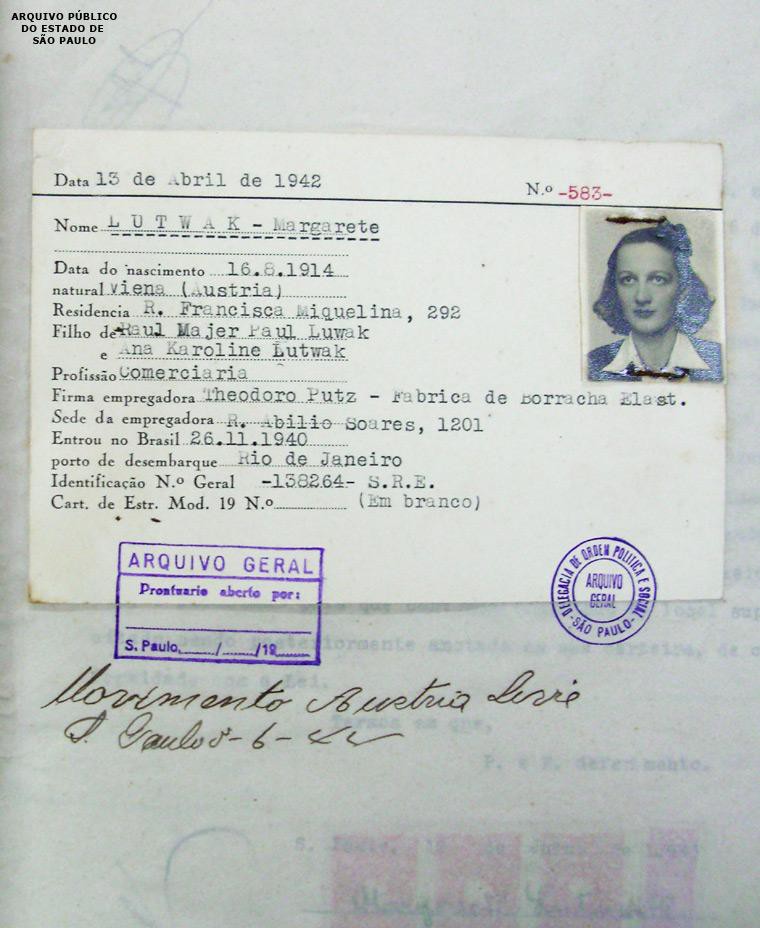 ARQUIVO PÚBLICO
DO ESTADO DE
SÃO PAULO
Data 13 de Abril de 1942
N.º -583-
Nome L U T W A K - Margarete
Data do nascimento 16.8.1914
natural Viena (Austria)
Residencia R. Francisca Miquelina, 292
Filho de Raul Majer Paul Luwak
e Ana Karoline Lutwak
Profissão Comerciaria
Firma empregadora Theodoro Putz - Fabrica de Borracha Elast.
Sede da empregadora R. Abilio Soares, 1201
Entrou no Brasil 26.11.1940
porto de desembarque Rio de Janeiro
Identificação N.º Geral -138264- S.R.E.
Cart. de Estr. Mod. 19 N.º (Em branco)
ARQUIVO GERAL
Prontuario aberto por:
S. Paulo, / /19
DELEGACIA DE ORDEM POLITICA E SOCIAL
ARQUIVO
GERAL
SÃO PAULO
local
posteriormente
a Lei.
Termos em que,
P. e E. deferimento.
Movimento Austria Livre
S. Paulo